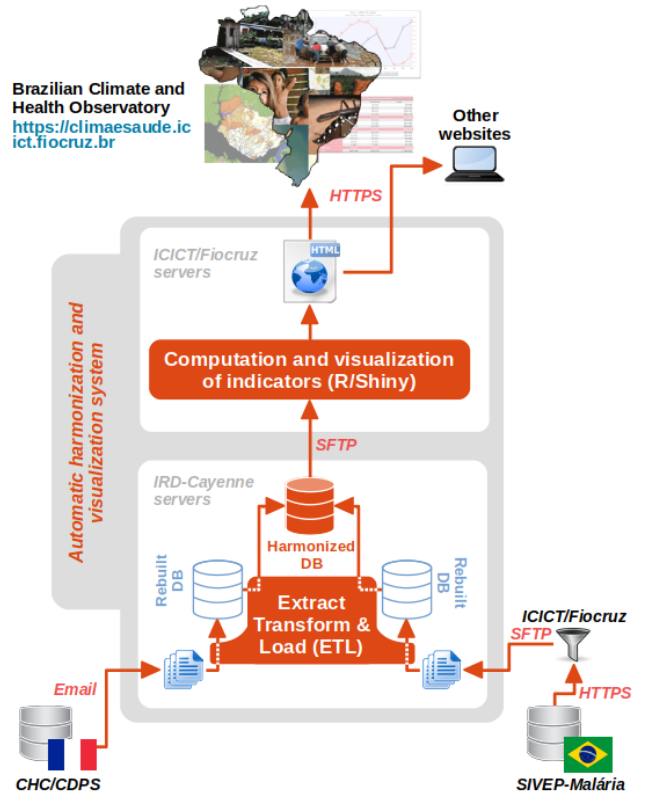 Brazilian Climate and
Health Observatory
https://climaesaude.ic
ict.fiocruz.br
Other
websites
HTTPS
ICICT/Fiocruz
servers
HTML
Automatic harmonization and
visualization system
Computation and visualization
of indicators (R/Shiny)
SFTP
IRD-Cayenne
servers
Harmonized
DB
Rebuilt
DB
Rebuilt
DB
Extract
Transform &
Load (ETL)
ICICT/Fiocruz
SFTP
Email
HTTPS
CHC/CDPS
SIVEP-Malária